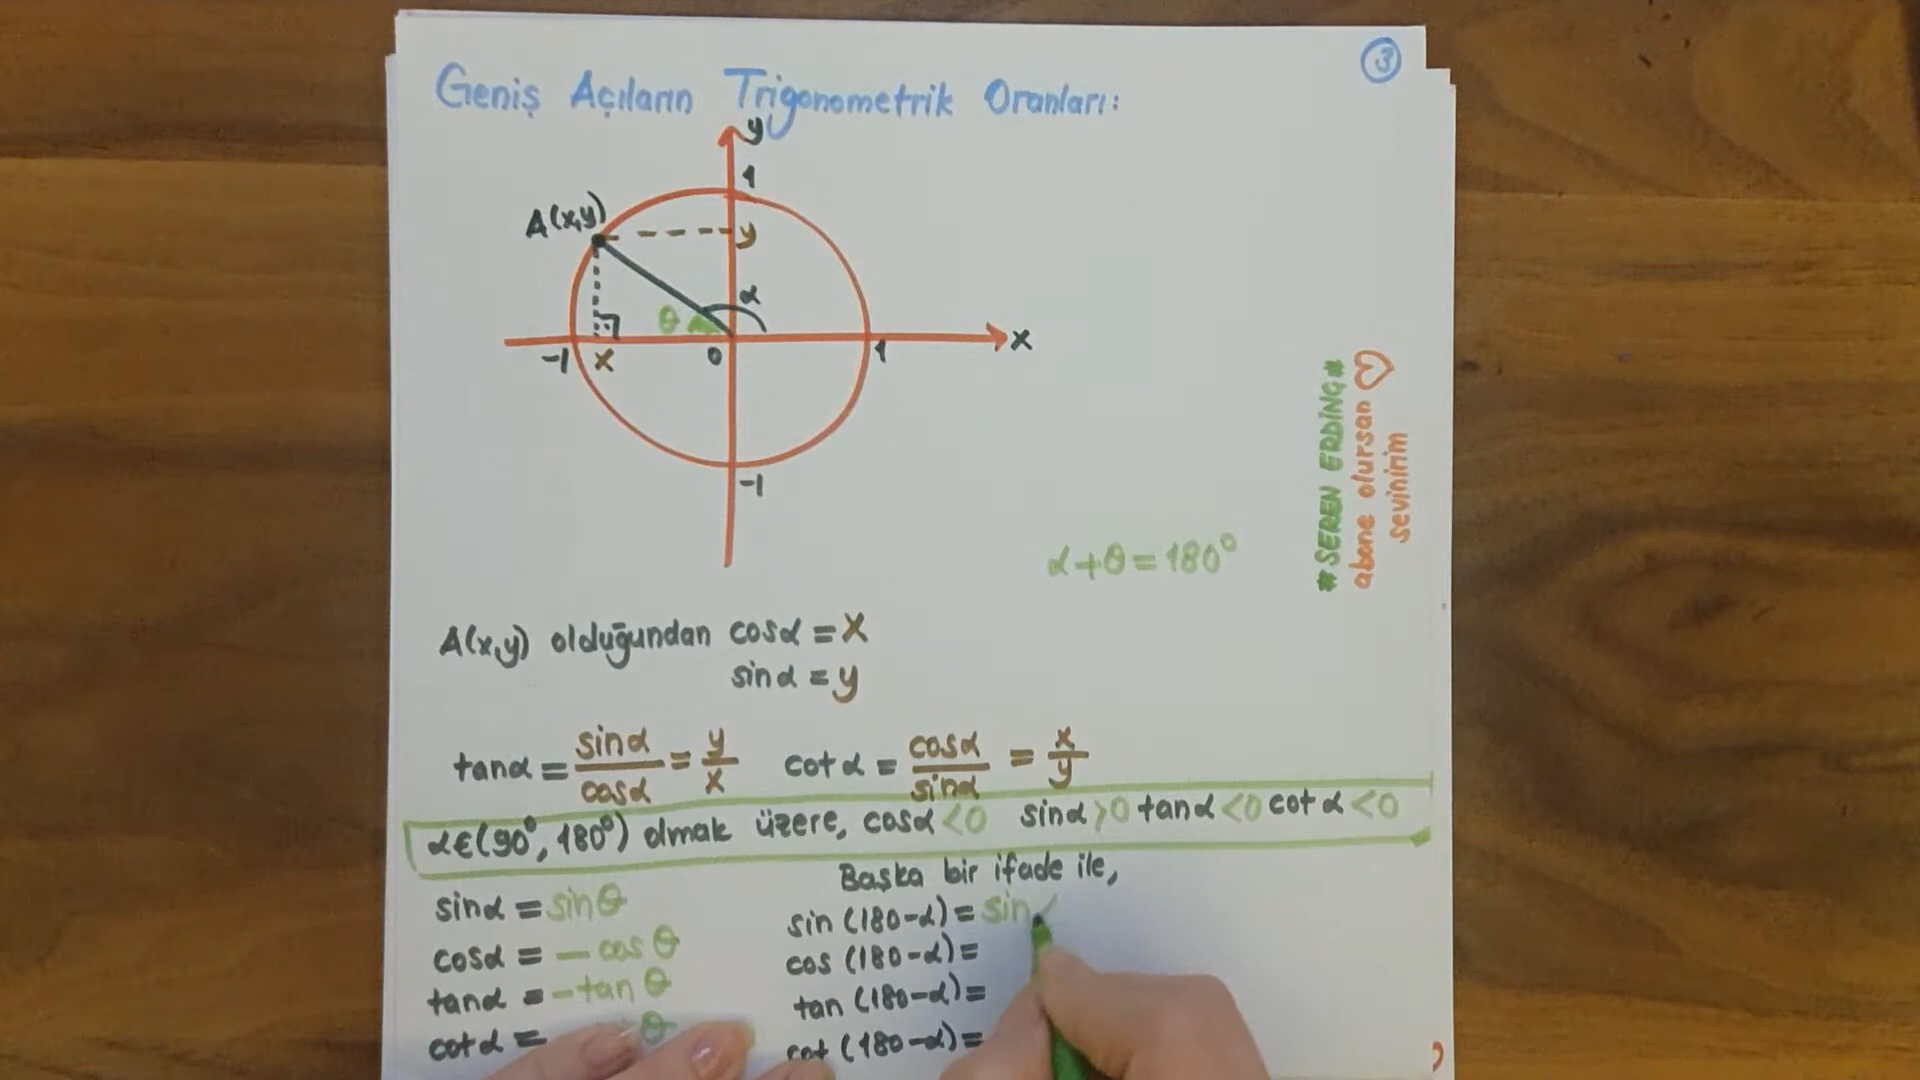 3
Geniş Açıların Trigonometrik Oranları:
y
1
A(x,y)
y
α
θ
-1 x 0 1 x
-1
#SEREN ERDİNÇ#
abone olursan ♡
sevinirim
α+θ=180°
A(x,y) olduğundan cosα = x
sinα = y
tanα = sinα/cosα = y/x cotα = cosα/sinα = x/y
α∈(90°, 180°) olmak üzere, cosα<0 sinα>0 tanα<0 cotα<0
sinα = sinθ
cosα = -cosθ
tanα = -tanθ
cotα = θ
Başka bir ifade ile,
sin (180-α) = sin
cos (180-α) =
tan (180-α) =
cot (180-α) =